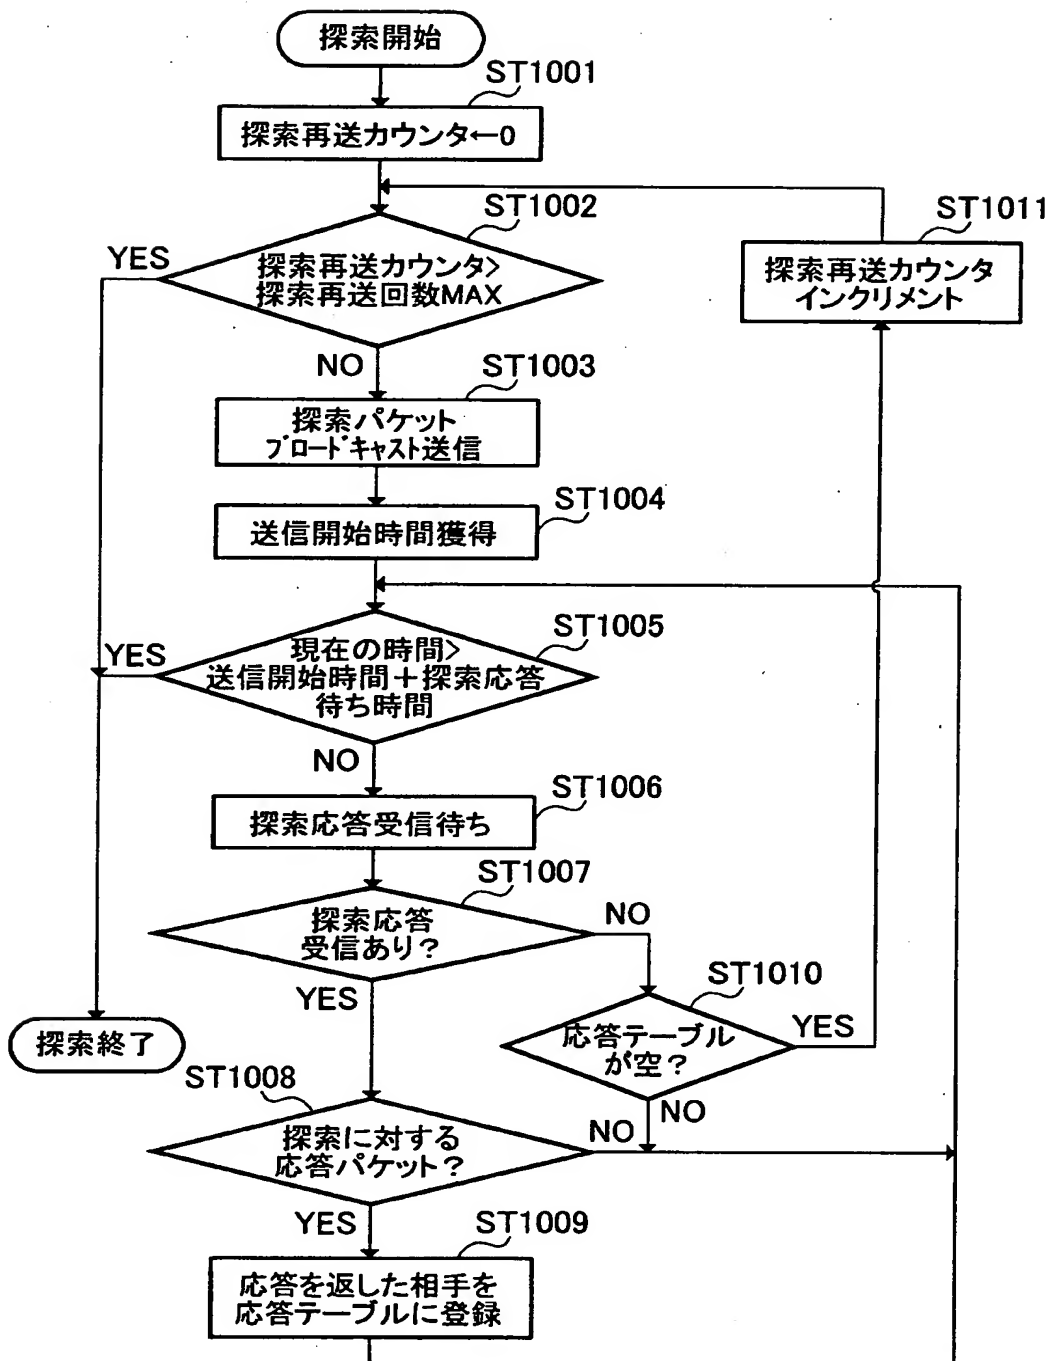 探索開始
ST1001
探索再送カウンタ←0
ST1002
YES
探索再送カウンタ>
探索再送回数MAX
ST1011
探索再送カウンタ
インクリメント
NO
ST1003
探索パケット
ブロードキャスト送信
ST1004
送信開始時間獲得
ST1005
YES
現在の時間>
送信開始時間+探索応答
待ち時間
NO
ST1006
探索応答受信待ち
ST1007
NO
探索応答
受信あり?
YES
ST1010
応答テーブル
が空?
YES
NO
探索終了
ST1008
NO
探索に対する
応答パケット?
YES
ST1009
応答を返した相手を
応答テーブルに登録